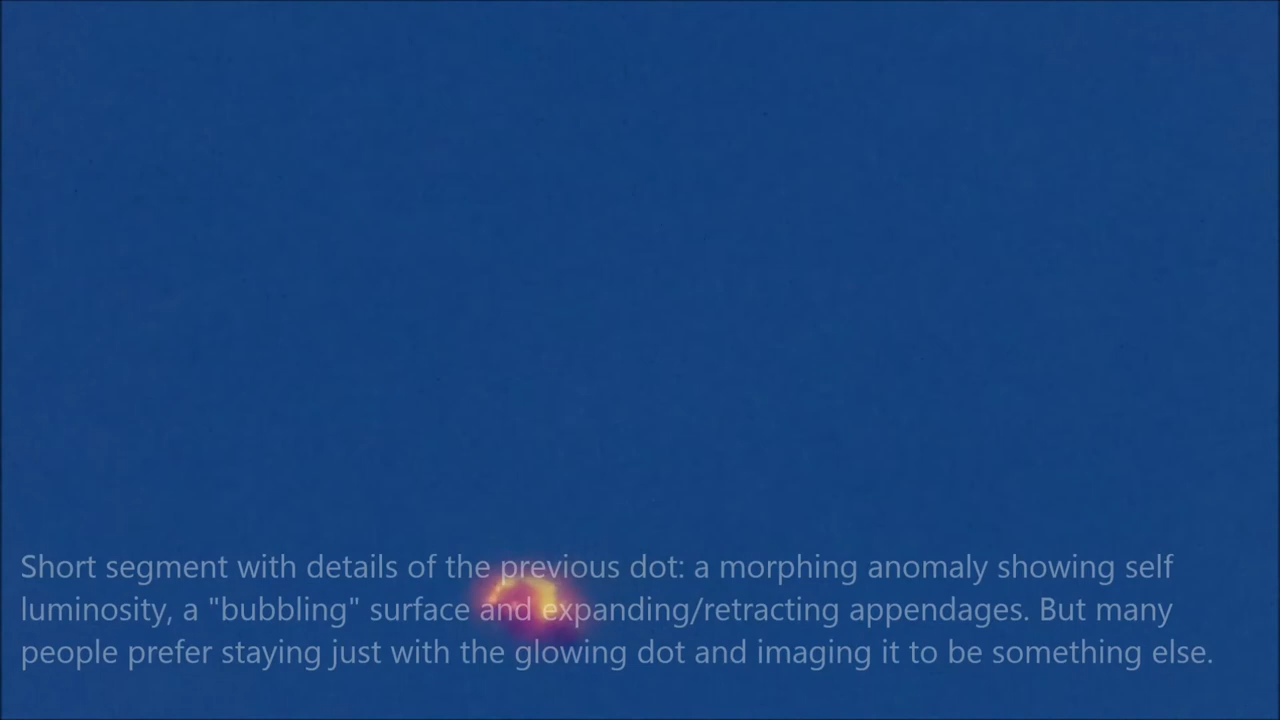 Short segment with details of the previous dot: a morphing anomaly showing self
luminosity, a "bubbling" surface and expanding/retracting appendages. But many
people prefer staying just with the glowing dot and imaging it to be something else.